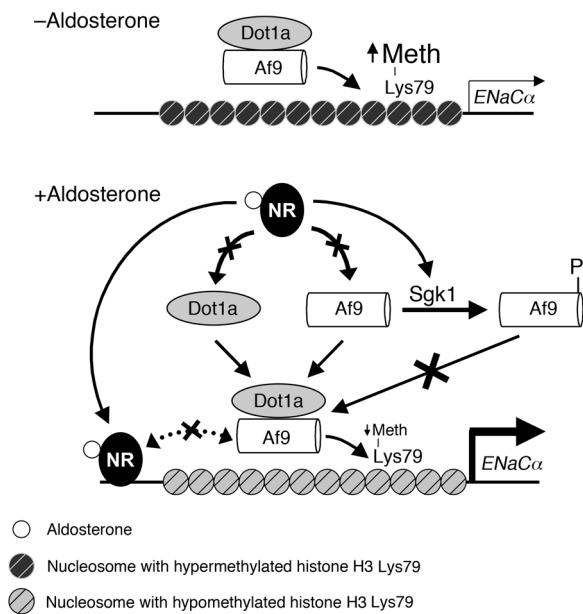 –Aldosterone
Dot1a
Af9
Meth
Lys79
ENaCα
+Aldosterone
NR
Dot1a
Af9
Sgk1
Af9
P
Dot1a
Af9
Meth
Lys79
NR
ENaCα
Aldosterone
Nucleosome with hypermethylated histone H3 Lys79
Nucleosome with hypomethylated histone H3 Lys79